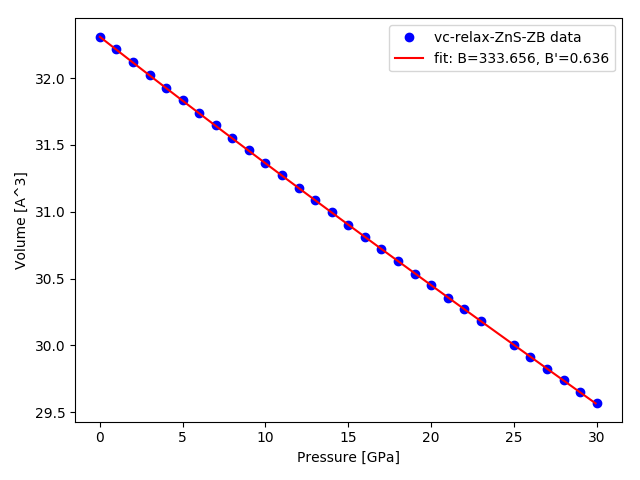 vc-relax-ZnS-ZB data
fit: B=333.656, B'=0.636
32.0
31.5
31.0
30.5
30.0
29.5
Volume [A^3]
0 5 10 15 20 25 30
Pressure [GPa]